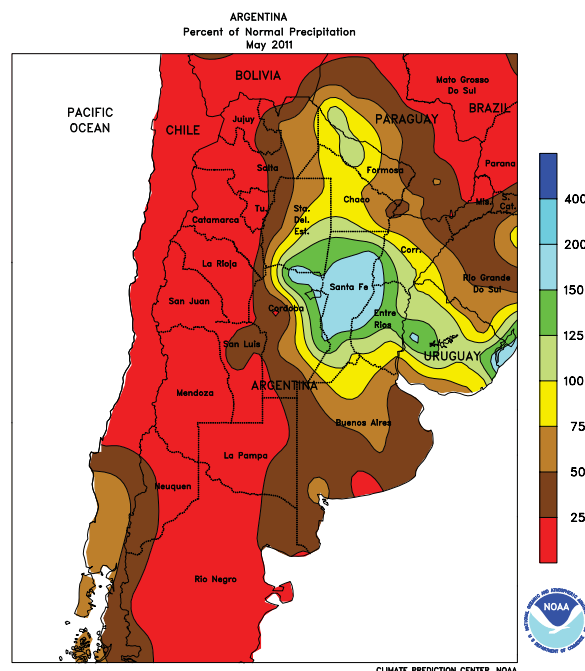 ARGENTINA
Percent of Normal Precipitation
May 2011
BOLIVIA
Mato Grosso
Do Sul
PACIFIC
OCEAN
BRAZIL
PARAGUAY
Jujuy
CHILE
Parana
Salta
Formosa
Chaco
Mis.
S.
Cat.
Tu.
Sta.
Del.
Est.
Catamarca
Corr.
La Rioja
Rio Grande
Do Sul
Santa Fe
San Juan
Cordoba
Entre
Rios
San Luis
URUGUAY
ARGENTINA
Mendoza
Buenos Aires
La Pampa
Neuquen
Rio Negro
400
200
150
125
100
75
50
25
NOAA
CLIMATE PREDICTION CENTER, NOAA